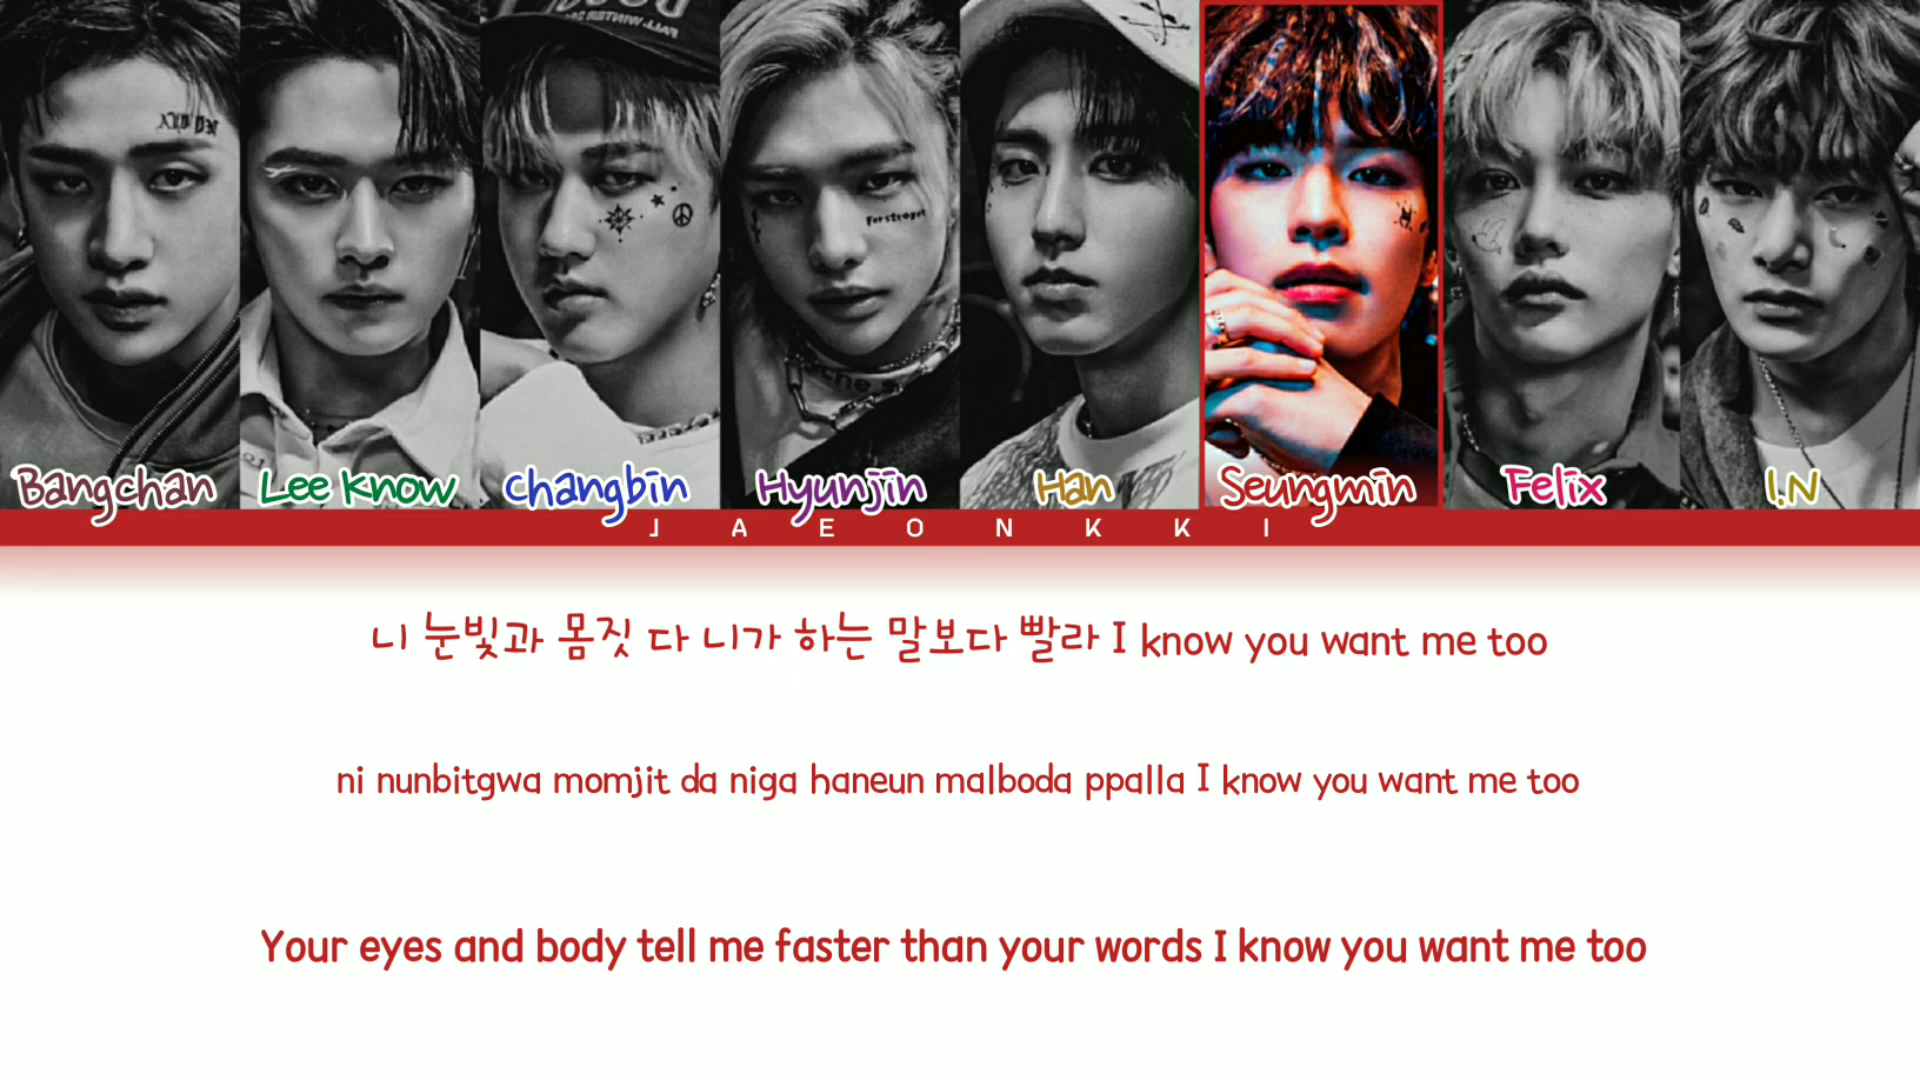 Bangchan Lee Know Changbin Hyunjin Han Seungmin Felix I.N
JAEONKKI
니 눈빛과 몸짓 다 니가 하는 말보다 빨라 I know you want me too
ni nunbitgwa momjit da niga haneun malboda ppalla I know you want me too
Your eyes and body tell me faster than your words I know you want me too